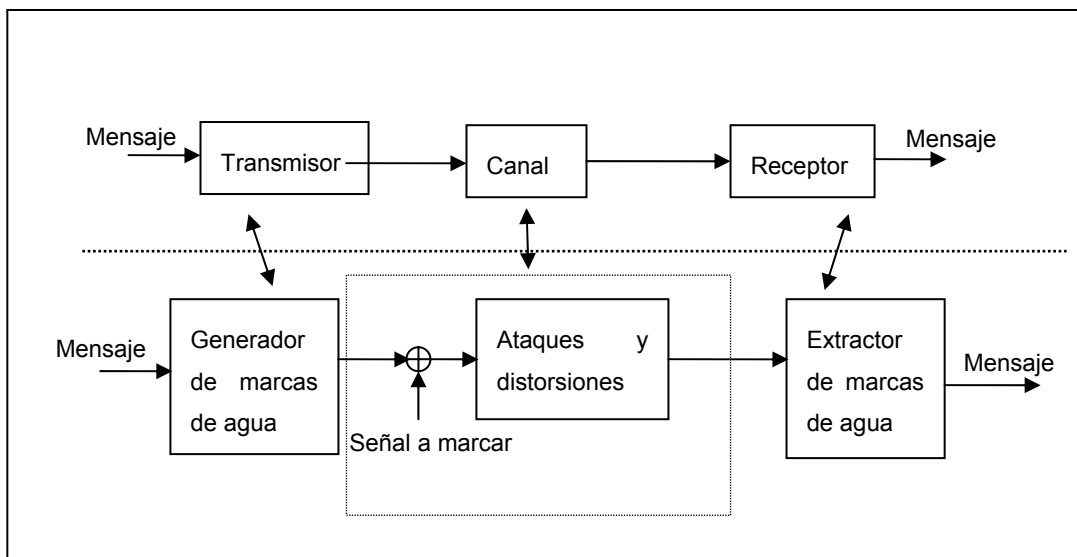 Mensaje
Transmisor
Canal
Receptor
Mensaje
Mensaje
Generador
de marcas
de agua
Señal a marcar
Ataques y
distorsiones
Extractor
de marcas
de agua
Mensaje